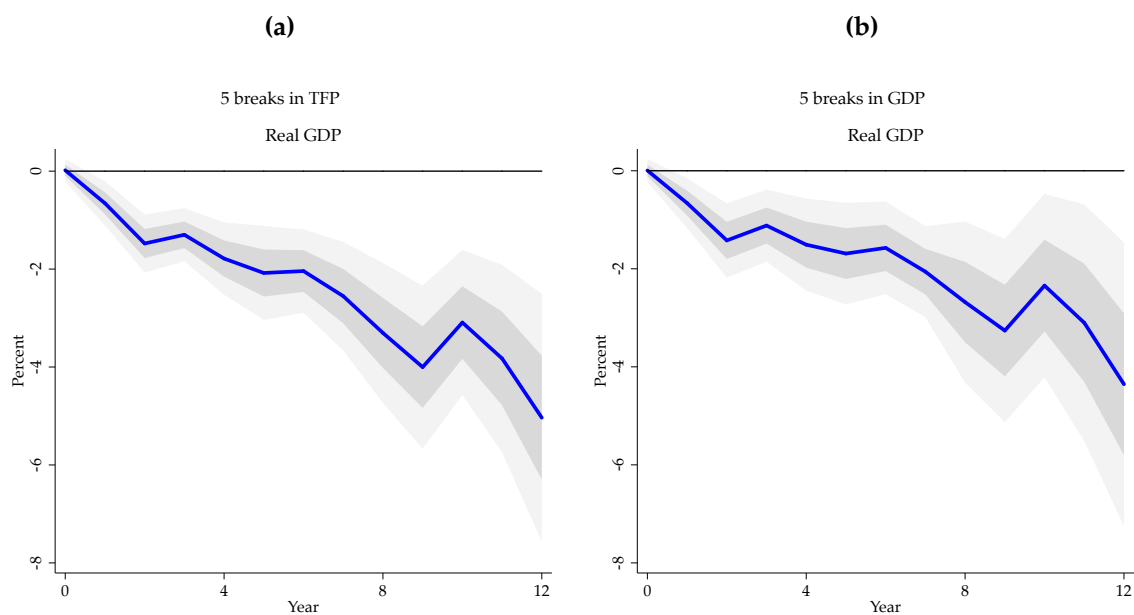 (a)
5 breaks in TFP
Real GDP
Percent
0
-2
-4
-6
-8
0 4 8 12
Year
(b)
5 breaks in GDP
Real GDP
Percent
0
-2
-4
-6
-8
0 4 8 12
Year